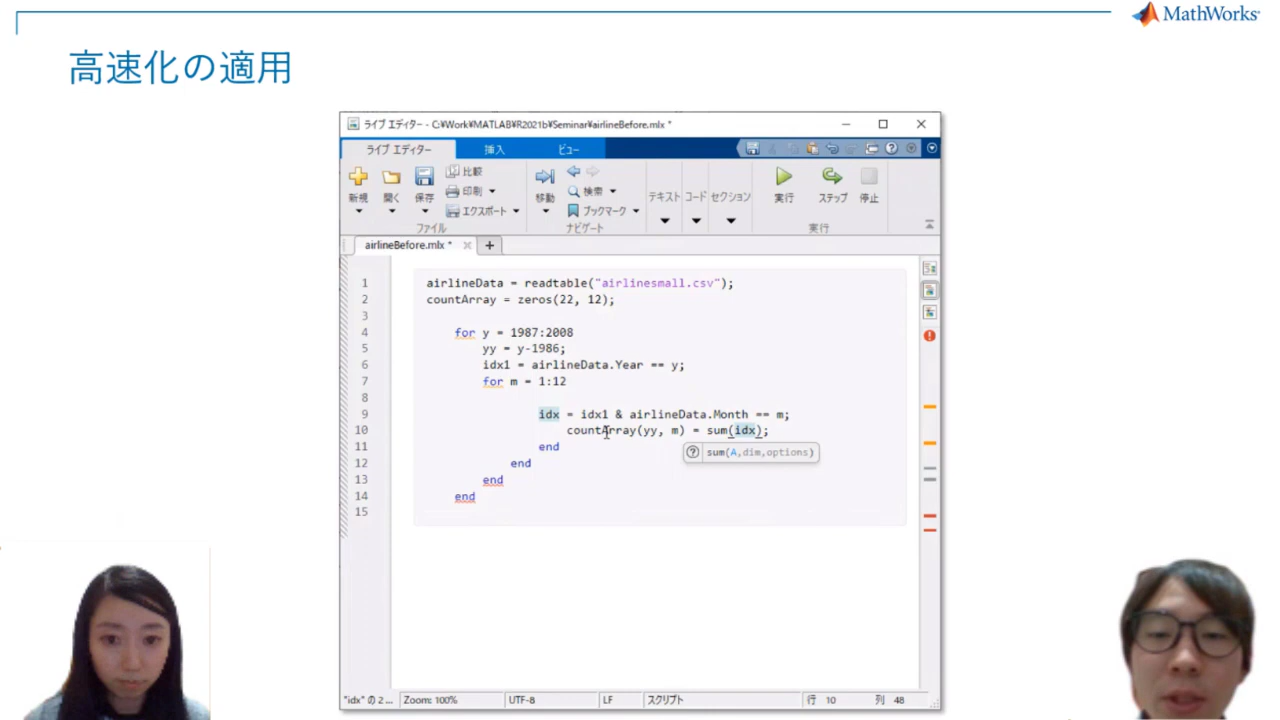 MathWorks®
高速化の適用
ライブ エディター - C:¥Work¥MATLAB¥R2021b¥Seminar¥airlineBefore.mlx *
ライブ エディター 挿入 ビュー
新規 開く 保存 比較 印刷 エクスポート 移動 検索 ブックマーク テキスト コード セクション 実行 ステップ 停止
ファイル ナビゲート 実行
airlineBefore.mlx *
1 airlineData = readtable("airlinesmall.csv");
2 countArray = zeros(22, 12);
3
4 for y = 1987:2008
5 yy = y-1986;
6 idx1 = airlineData.Year == y;
7 for m = 1:12
8
9 idx = idx1 & airlineData.Month == m;
10 countArray(yy, m) = sum(idx);
11 end
sum(A,dim,options)
12 end
13 end
14 end
15
"idx" の 2... Zoom: 100% UTF-8 LF スクリプト 行 10 列 48